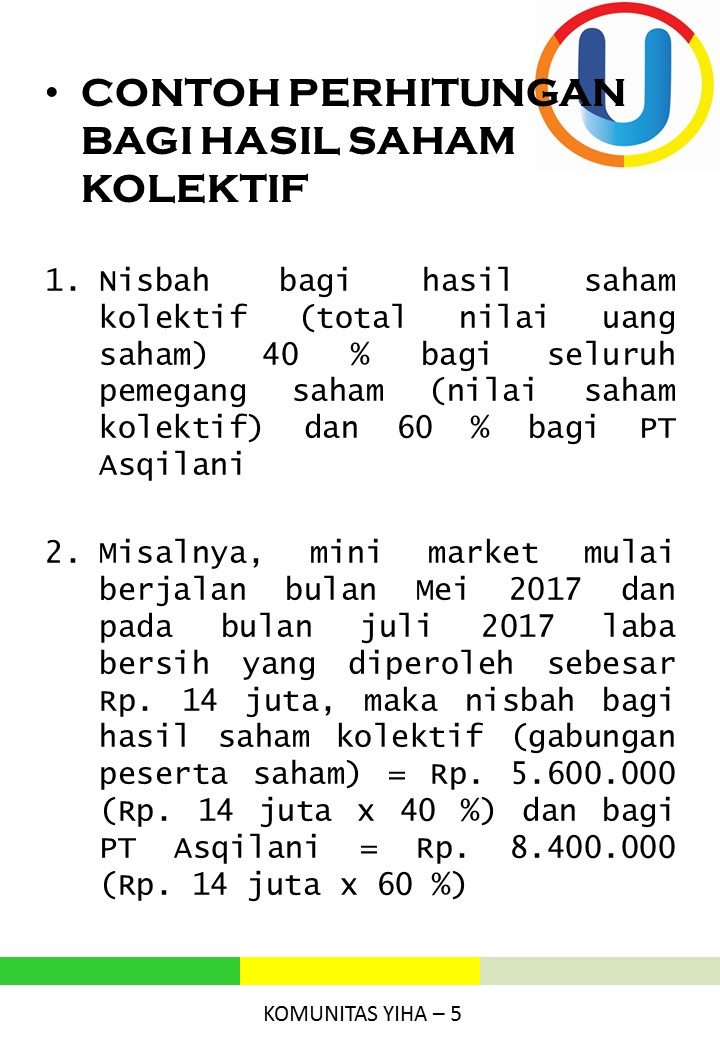 • CONTOH PERHITUNGAN
BAGI HASIL SAHAM
KOLEKTIF
1. Nisbah bagi hasil saham
kolektif (total nilai uang
saham) 40 % bagi seluruh
pemegang saham (nilai saham
kolektif) dan 60 % bagi PT
Asqilani
2. Misalnya, mini market mulai
berjalan bulan Mei 2017 dan
pada bulan juli 2017 laba
bersih yang diperoleh sebesar
Rp. 14 juta, maka nisbah bagi
hasil saham kolektif (gabungan
peserta saham) = Rp. 5.600.000
(Rp. 14 juta x 40 %) dan bagi
PT Asqilani = Rp. 8.400.000
(Rp. 14 juta x 60 %)
KOMUNITAS YIHA – 5